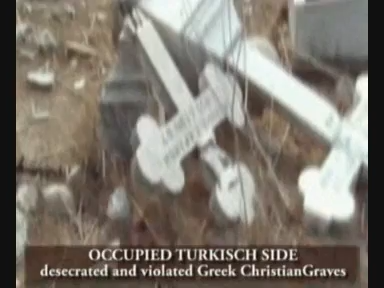 OCCUPIED TURKISCH SIDE
desecrated and violated Greek ChristianGraves